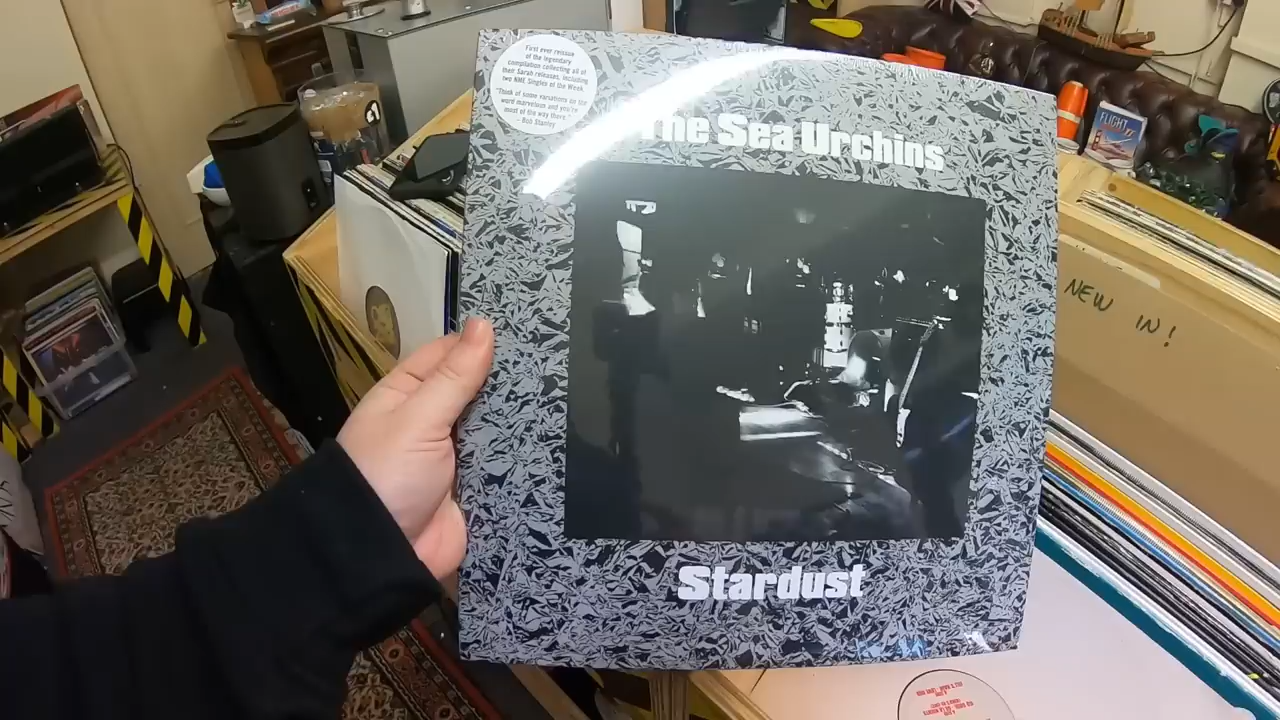 First ever reissue
of the legendary
compilation collecting all of
their Sarah releases, including
two NME Singles of the Week
"Think of some variations on the
word marvelous and you're
most of the way there."
– Bob Stanley
The Sea Urchins
Stardust
FLIGHT
NEW IN!